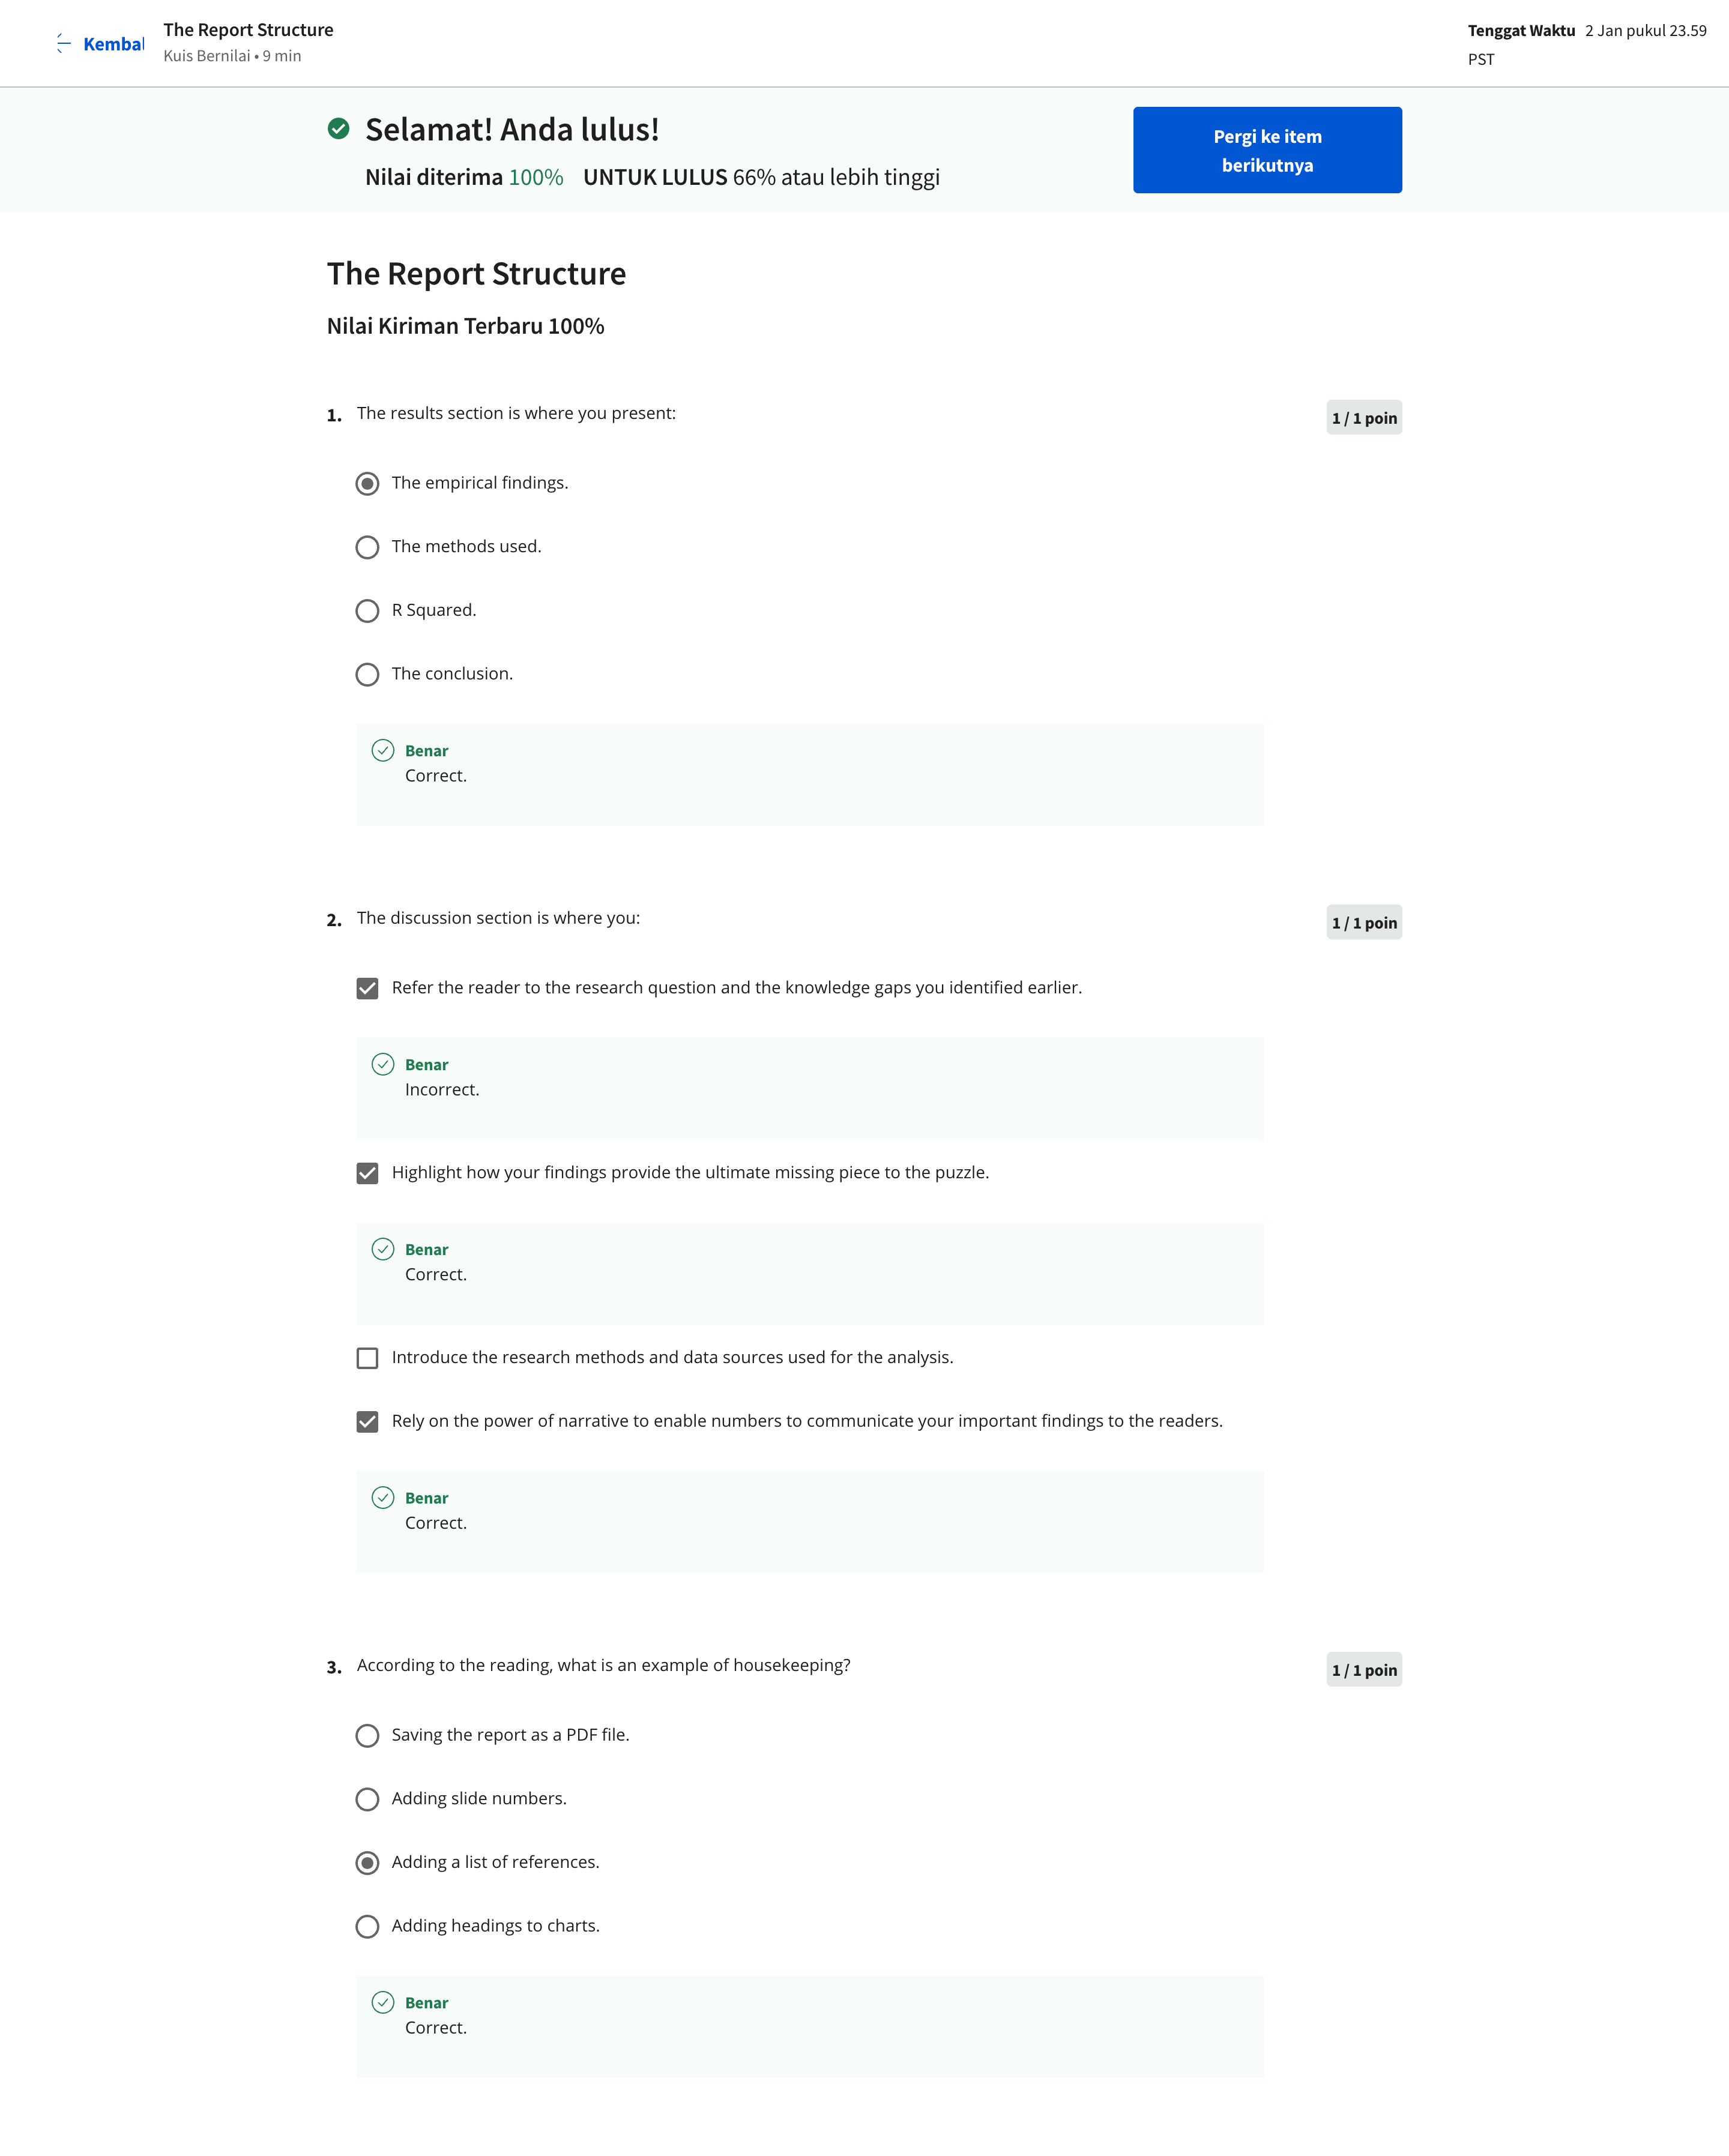 Kembal
The Report Structure
Kuis Bernilai • 9 min
Tenggat Waktu 2 Jan pukul 23.59
PST
Selamat! Anda lulus!
Nilai diterima 100% UNTUK LULUS 66% atau lebih tinggi
Pergi ke item
berikutnya
The Report Structure
Nilai Kiriman Terbaru 100%
1. The results section is where you present:
1 / 1 poin
The empirical findings.
The methods used.
R Squared.
The conclusion.
Benar
Correct.
2. The discussion section is where you:
1 / 1 poin
Refer the reader to the research question and the knowledge gaps you identified earlier.
Benar
Incorrect.
Highlight how your findings provide the ultimate missing piece to the puzzle.
Benar
Correct.
Introduce the research methods and data sources used for the analysis.
Rely on the power of narrative to enable numbers to communicate your important findings to the readers.
Benar
Correct.
3. According to the reading, what is an example of housekeeping?
1 / 1 poin
Saving the report as a PDF file.
Adding slide numbers.
Adding a list of references.
Adding headings to charts.
Benar
Correct.